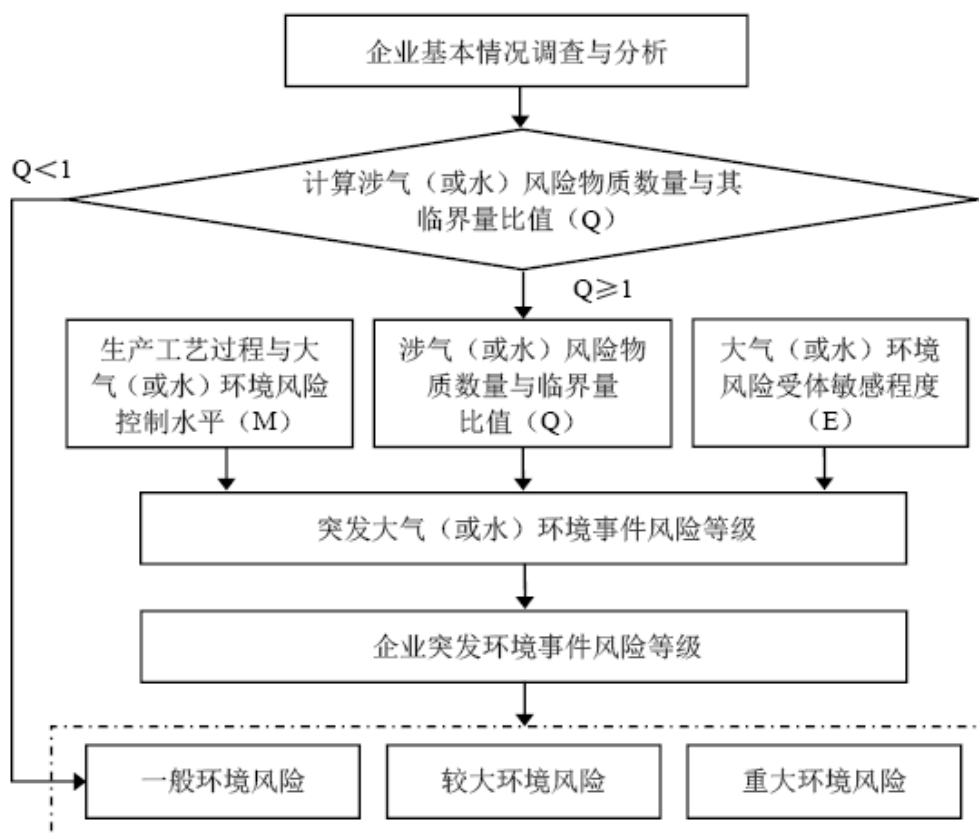 企业基本情况调查与分析
Q＜1
计算涉气（或水）风险物质数量与其
临界量比值（Q）
Q≥1
生产工艺过程与大
气（或水）环境风险
控制水平（M）
涉气（或水）风险物
质数量与临界量
比值（Q）
大气（或水）环境
风险受体敏感程度
（E）
突发大气（或水）环境事件风险等级
企业突发环境事件风险等级
一般环境风险
较大环境风险
重大环境风险